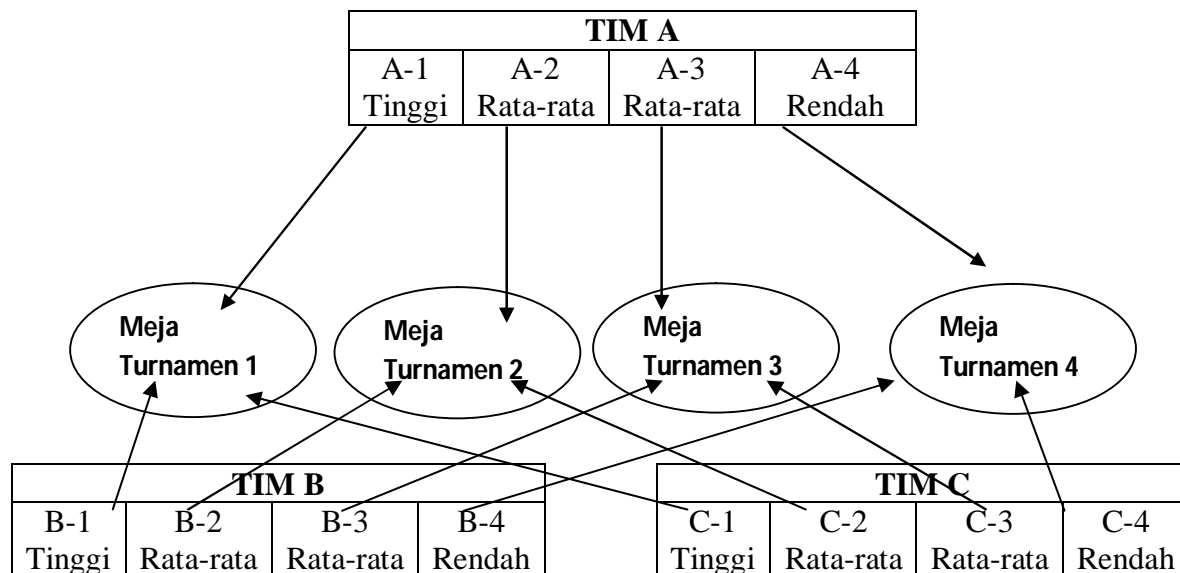 TIM A
A-1 A-2 A-3 A-4
Tinggi Rata-rata Rata-rata Rendah
Meja Turnamen 1
Meja Turnamen 2
Meja Turnamen 3
Meja Turnamen 4
TIM B
B-1 B-2 B-3 B-4
Tinggi Rata-rata Rata-rata Rendah
TIM C
C-1 C-2 C-3 C-4
Tinggi Rata-rata Rata-rata Rendah